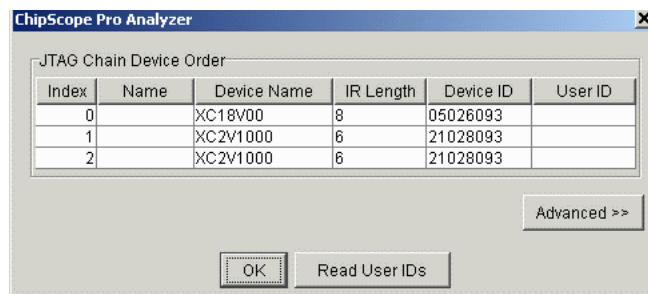 ChipScope Pro Analyzer
JTAG Chain Device Order
Index Name Device Name IR Length Device ID User ID
0 XC18V00 8 05026093
1 XC2V1000 6 21028093
2 XC2V1000 6 21028093
Advanced >>
OK Read User IDs